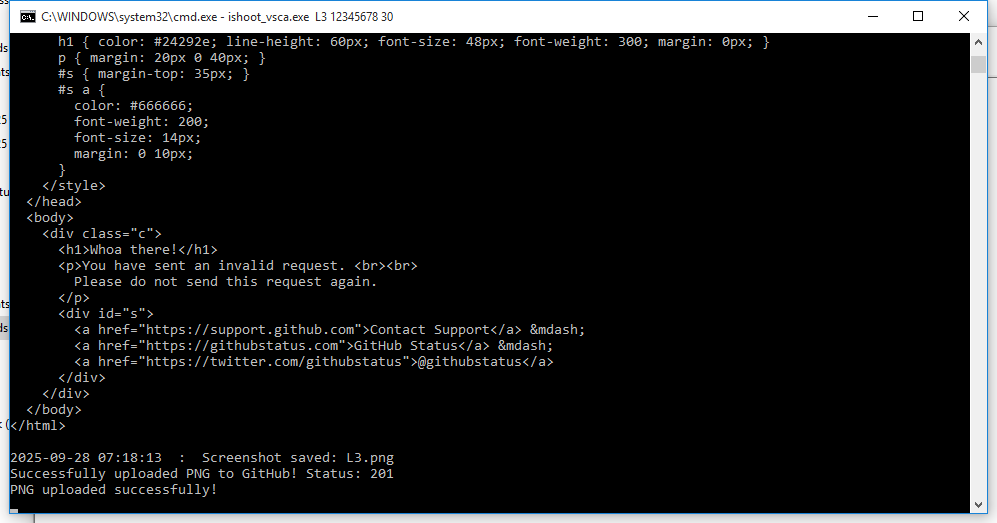 C:\WINDOWS\system32\cmd.exe - ishoot_vsca.exe L3 12345678 30
h1 { color: #24292e; line-height: 60px; font-size: 48px; font-weight: 300; margin: 0px; }
p { margin: 20px 0 40px; }
#s { margin-top: 35px; }
#s a {
color: #666666;
font-weight: 200;
font-size: 14px;
margin: 0 10px;
}
</style>
</head>
<body>
<div class="c">
<h1>Whoa there!</h1>
<p>You have sent an invalid request. <br><br>
Please do not send this request again.
</p>
<div id="s">
<a href="https://support.github.com">Contact Support</a> &mdash;
<a href="https://githubstatus.com">GitHub Status</a> &mdash;
<a href="https://twitter.com/githubstatus">@githubstatus</a>
</div>
</div>
</body>
</html>
2025-09-28 07:18:13 : Screenshot saved: L3.png
Successfully uploaded PNG to GitHub! Status: 201
PNG uploaded successfully!